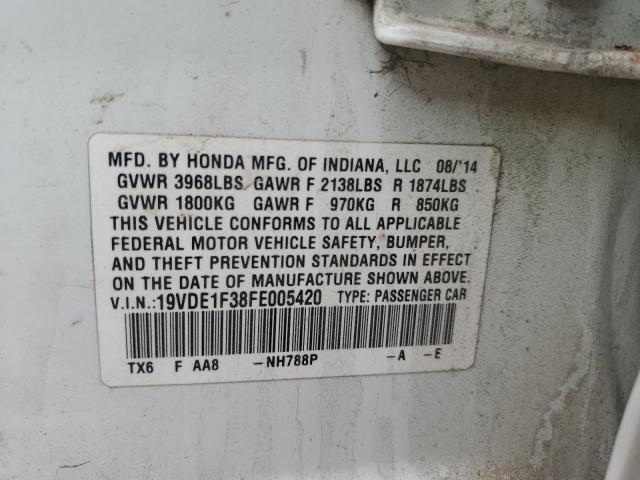 MFD. BY HONDA MFG. OF INDIANA, LLC 08/'14
GVWR 3968LBS GAWR F 2138LBS R 1874LBS
GVWR 1800KG GAWR F 970KG R 850KG
THIS VEHICLE CONFORMS TO ALL APPLICABLE
FEDERAL MOTOR VEHICLE SAFETY, BUMPER,
AND THEFT PREVENTION STANDARDS IN EFFECT
ON THE DATE OF MANUFACTURE SHOWN ABOVE.
V.I.N.:19VDE1F38FE005420 TYPE: PASSENGER CAR
TX6 F AA8 -NH788P -A -E